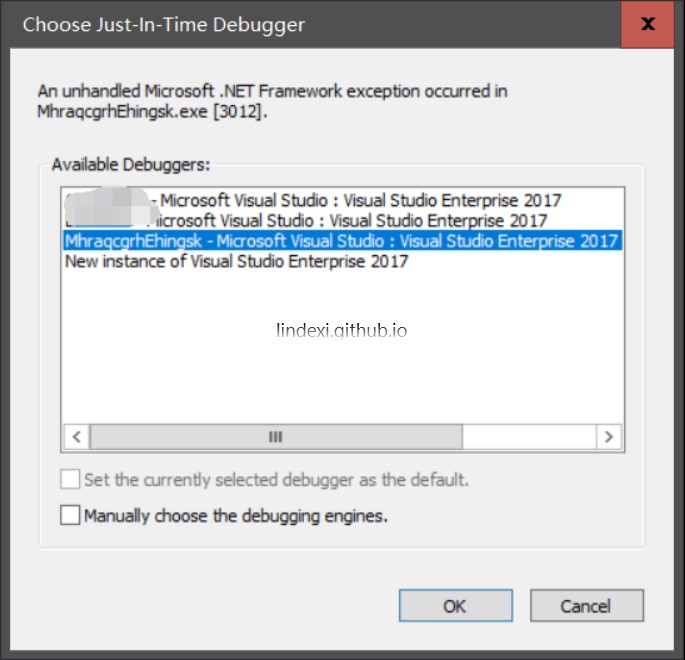 Choose Just-In-Time Debugger
x
An unhandled Microsoft .NET Framework exception occurred in
MhraqcgrhEhingsk.exe [3012].
Available Debuggers:
- Microsoft Visual Studio : Visual Studio Enterprise 2017
Microsoft Visual Studio : Visual Studio Enterprise 2017
MhraqcgrhEhingsk - Microsoft Visual Studio : Visual Studio Enterprise 2017
New instance of Visual Studio Enterprise 2017
lindexi.github.io
Set the currently selected debugger as the default.
Manually choose the debugging engines.
OK
Cancel